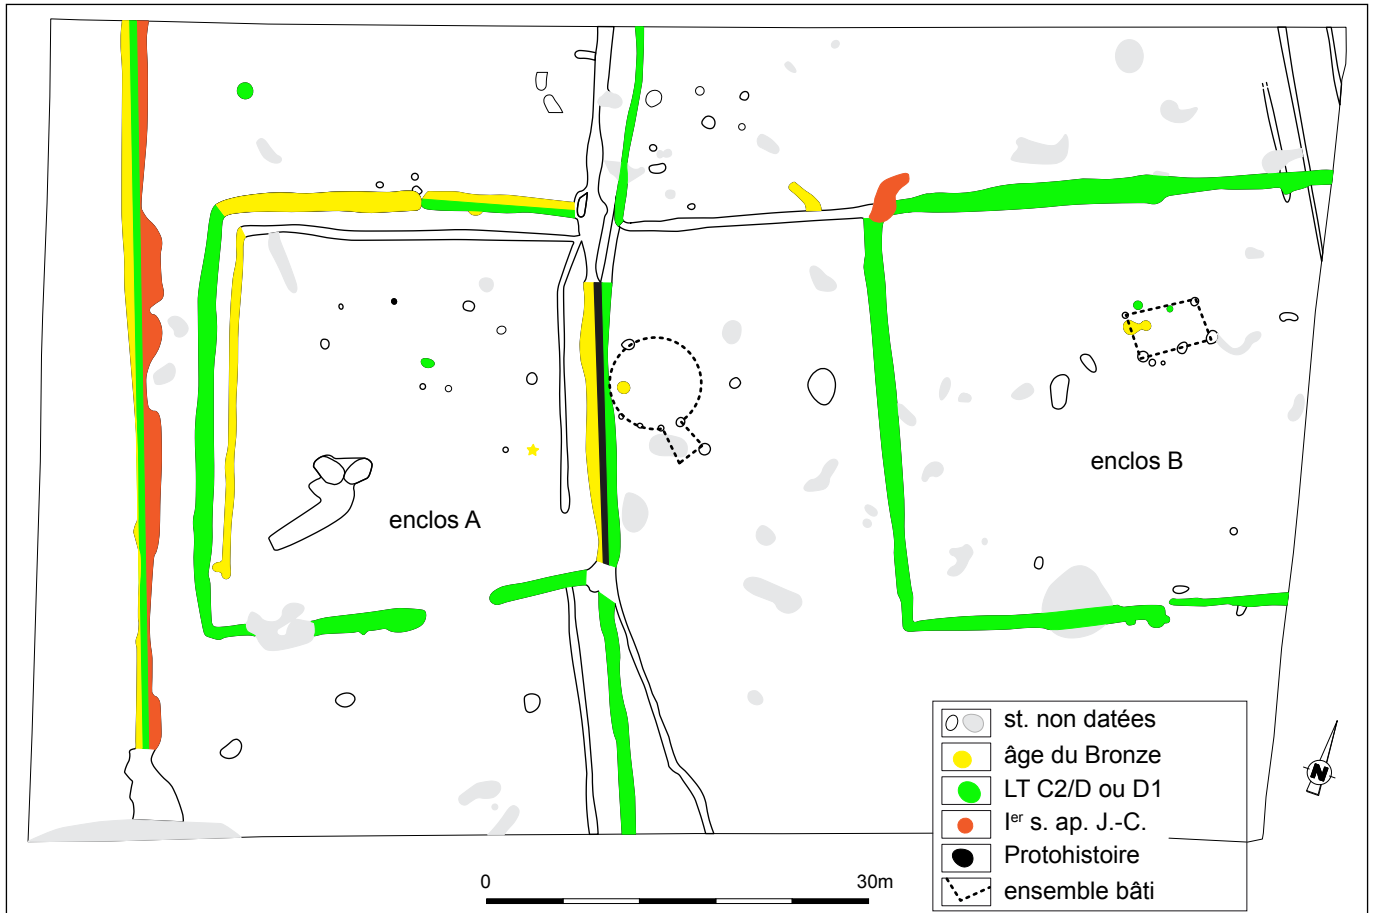 enclos A
enclos B
st. non datées
âge du Bronze
LT C2/D ou D1
Ier s. ap. J.-C.
Protohistoire
ensemble bâti
N
0 30m